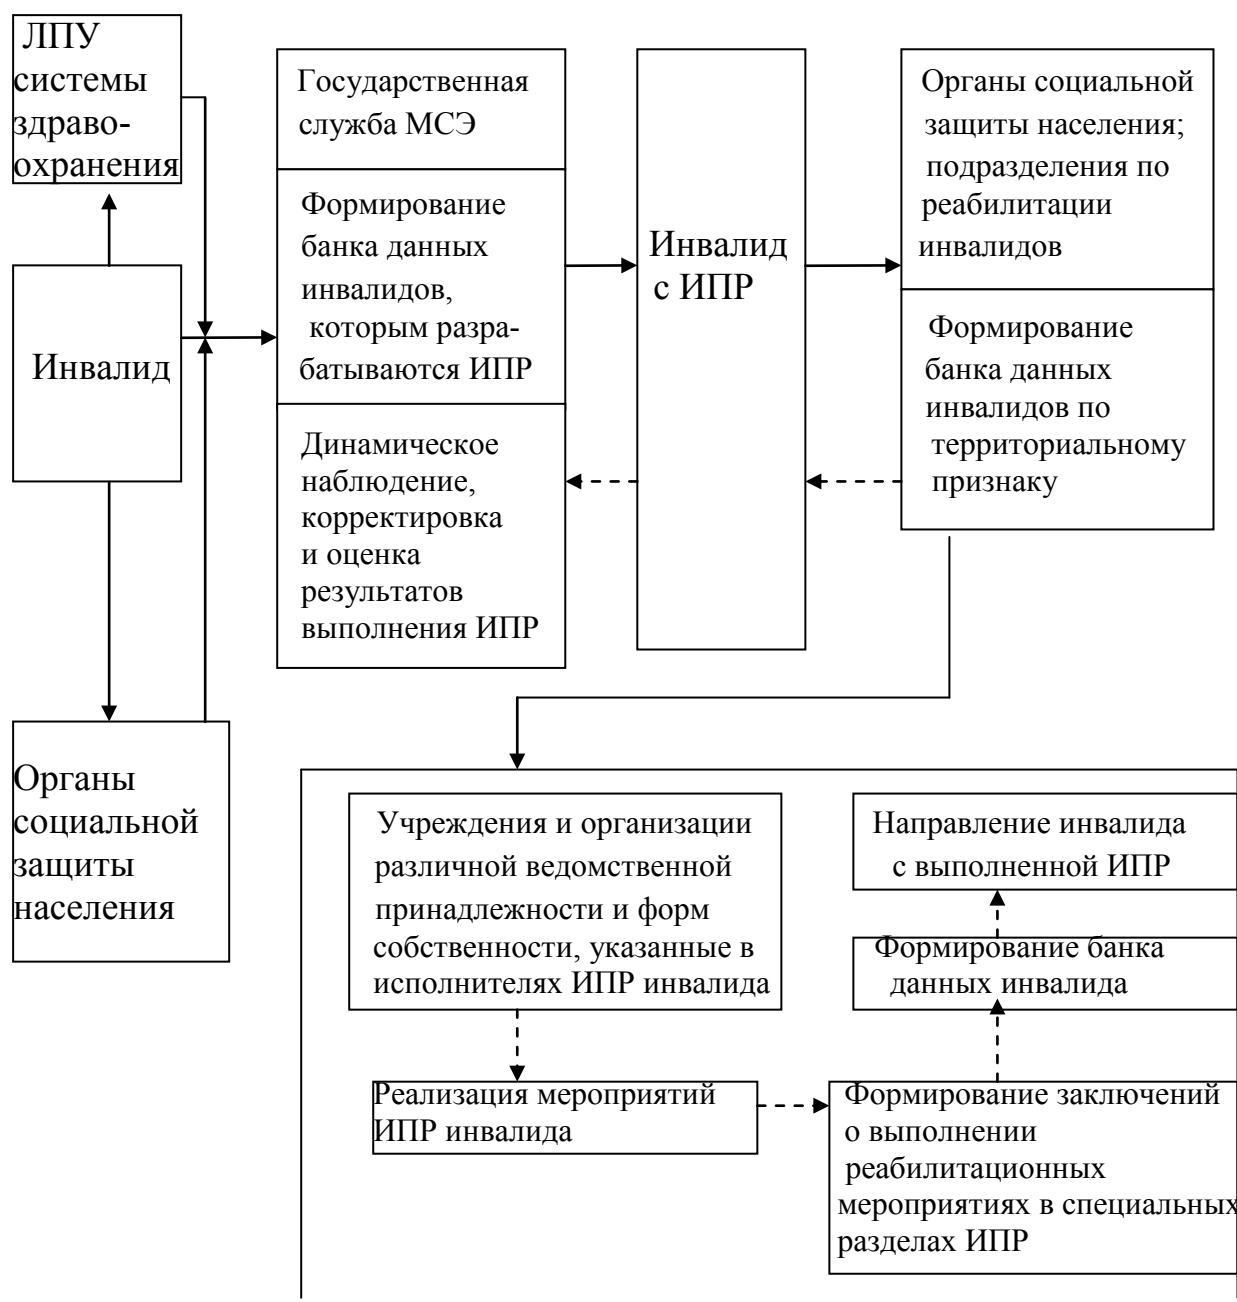 ЛПУ
системы
здраво-
охранения
Инвалид
Органы
социальной
защиты
населения
Государственная
служба МСЭ
Формирование
банка данных
инвалидов,
которым разра-
батываются ИПР
Динамическое
наблюдение,
корректировка
и оценка
результатов
выполнения ИПР
Инвалид
с ИПР
Органы социальной
защиты населения;
подразделения по
реабилитации
инвалидов
Формирование
банка данных
инвалидов по
территориальному
признаку
Учреждения и организации
различной ведомственной
принадлежности и форм
собственности, указанные в
исполнителях ИПР инвалида
Реализация мероприятий
ИПР инвалида
Формирование заключений
о выполнении
реабилитационных
мероприятиях в специальных
разделах ИПР
Формирование банка
данных инвалида
Направление инвалида
с выполненной ИПР